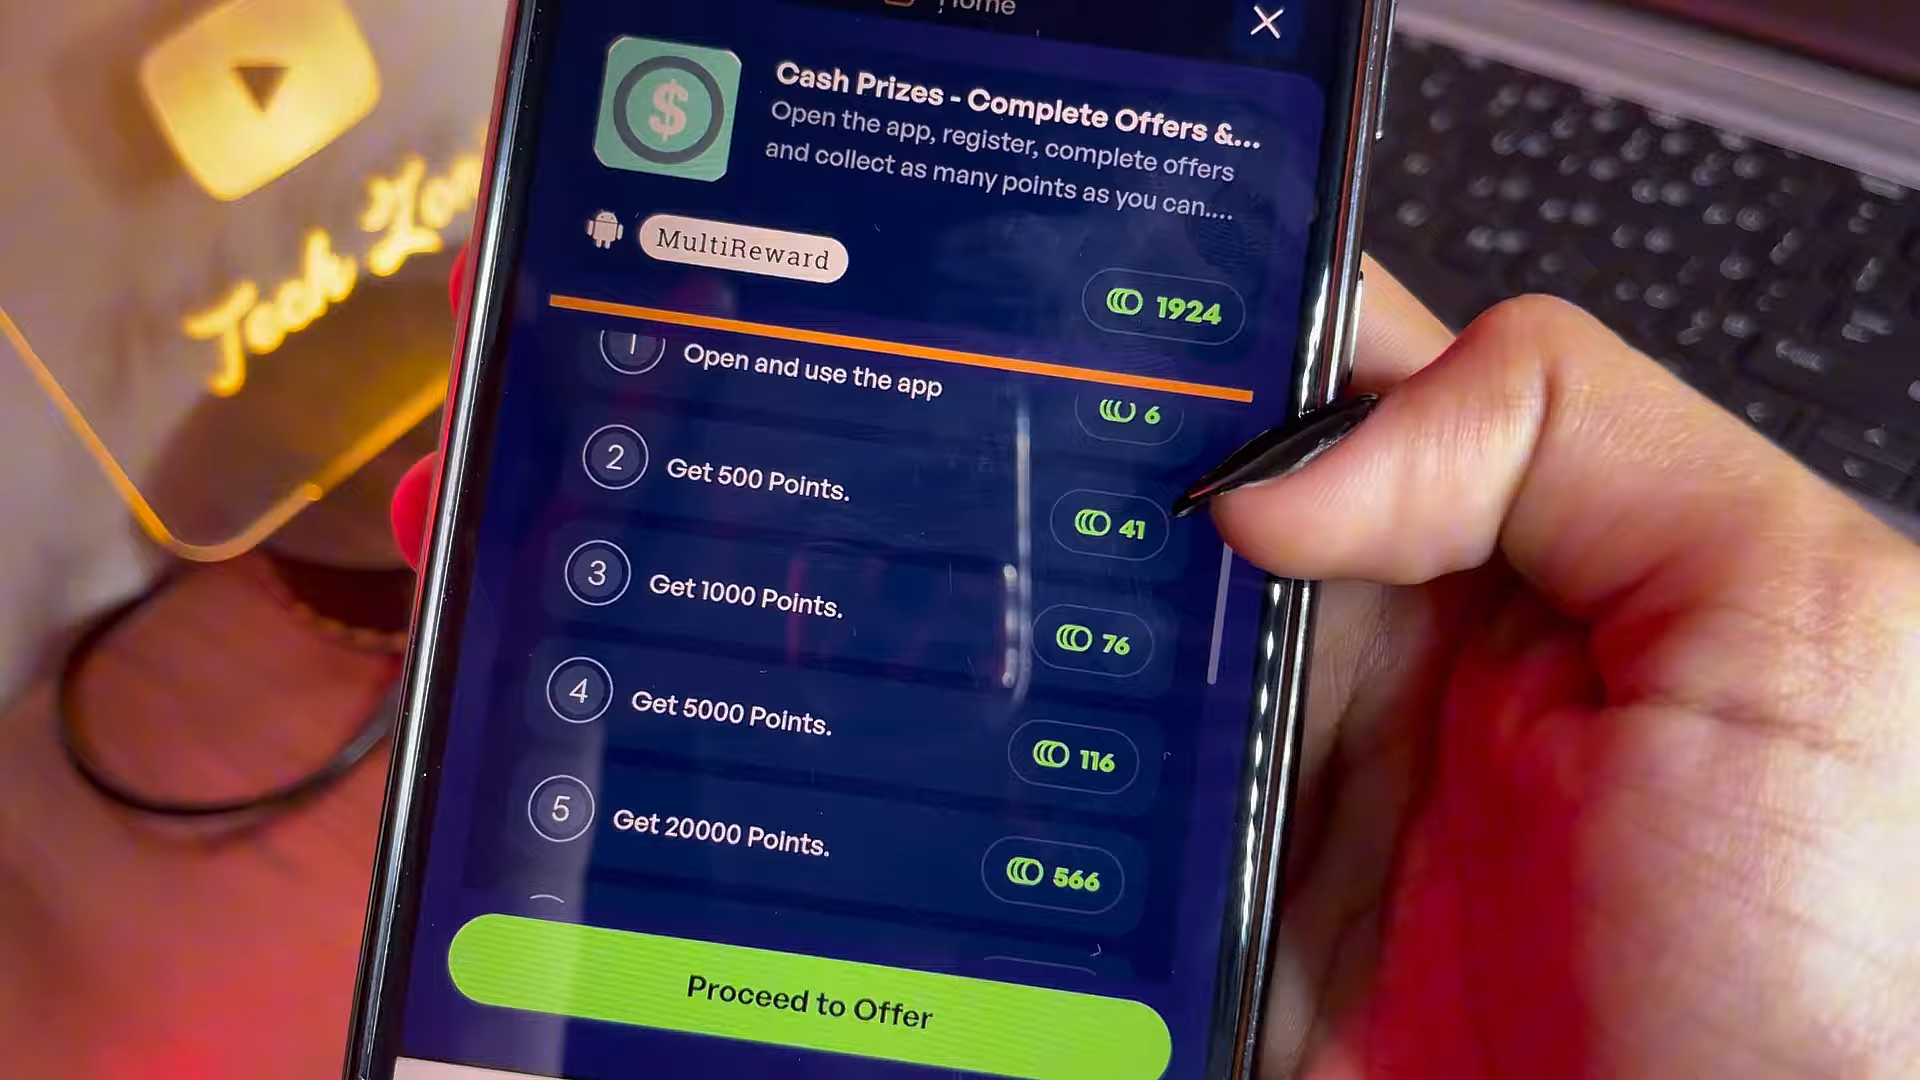 Home
Cash Prizes - Complete Offers &...
Open the app, register, complete offers
and collect as many points as you can....
MultiReward
1924
1 Open and use the app
6
2 Get 500 Points.
41
3 Get 1000 Points.
76
4 Get 5000 Points.
116
5 Get 20000 Points.
566
Proceed to Offer
Tech